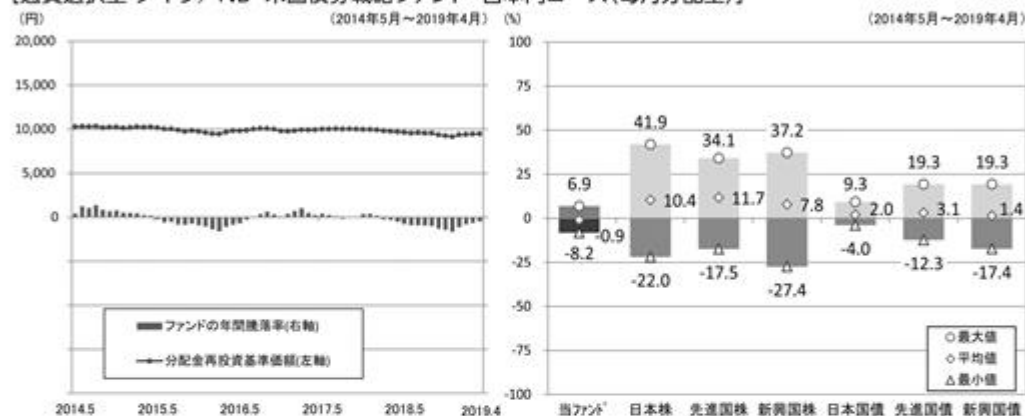 (円)
(2014年5月～2019年4月)
20,000
15,000
10,000
5,000
0
ファンドの年間騰落率(右軸)
分配金再投資基準価額(左軸)
2014.5 2015.5 2016.5 2017.5 2018.5 2019.4
(%)
(2014年5月～2019年4月)
100
75
50
25
0
-25
-50
-75
-100
41.9 34.1 37.2 19.3 19.3
6.9 10.4 11.7 7.8 9.3 2.0 3.1 1.4
-0.9
-8.2 -22.0 -17.5 -27.4 -4.0 -12.3 -17.4
最大値
平均値
最小値
当ファンド 日本株 先進国株 新興国株 日本国債 先進国債 新興国債